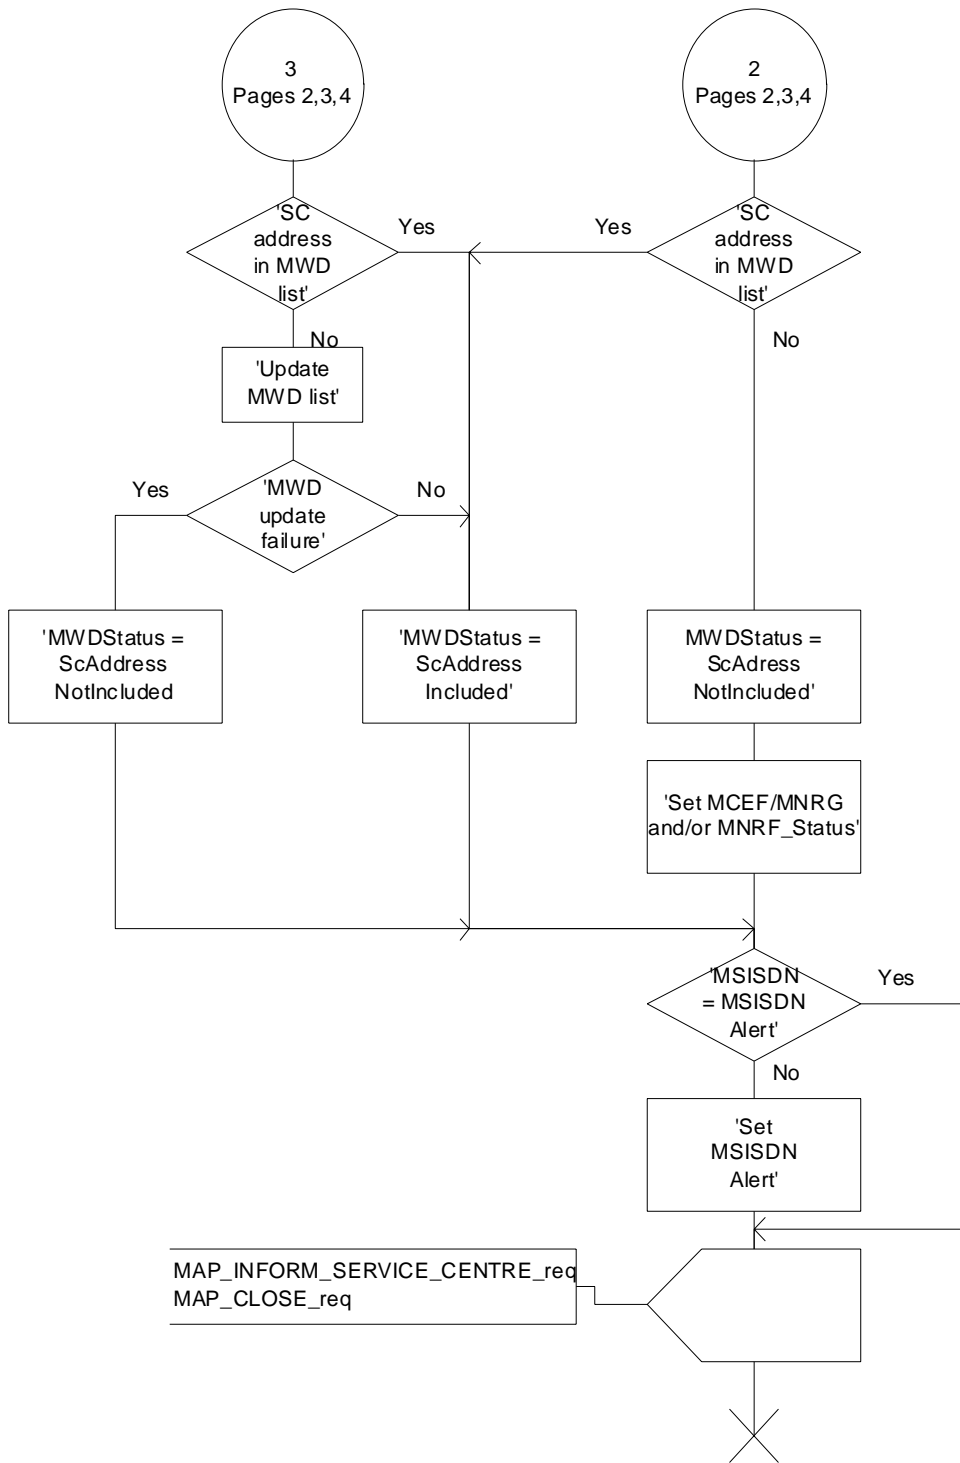 3
Pages 2,3,4
2
Pages 2,3,4
'SC
address
in MWD
list'
Yes
Yes
'SC
address
in MWD
list'
No
No
'Update
MWD list'
Yes
'MWD
update
failure'
No
'MWDStatus =
ScAddress
NotIncluded
'MWDStatus =
ScAddress
Included'
MWDStatus =
ScAdress
NotIncluded'
'Set MCEF/MNRG
and/or MNRF_Status'
'MSISDN
= MSISDN
Alert'
Yes
No
'Set
MSISDN
Alert'
MAP_INFORM_SERVICE_CENTRE_req
MAP_CLOSE_req